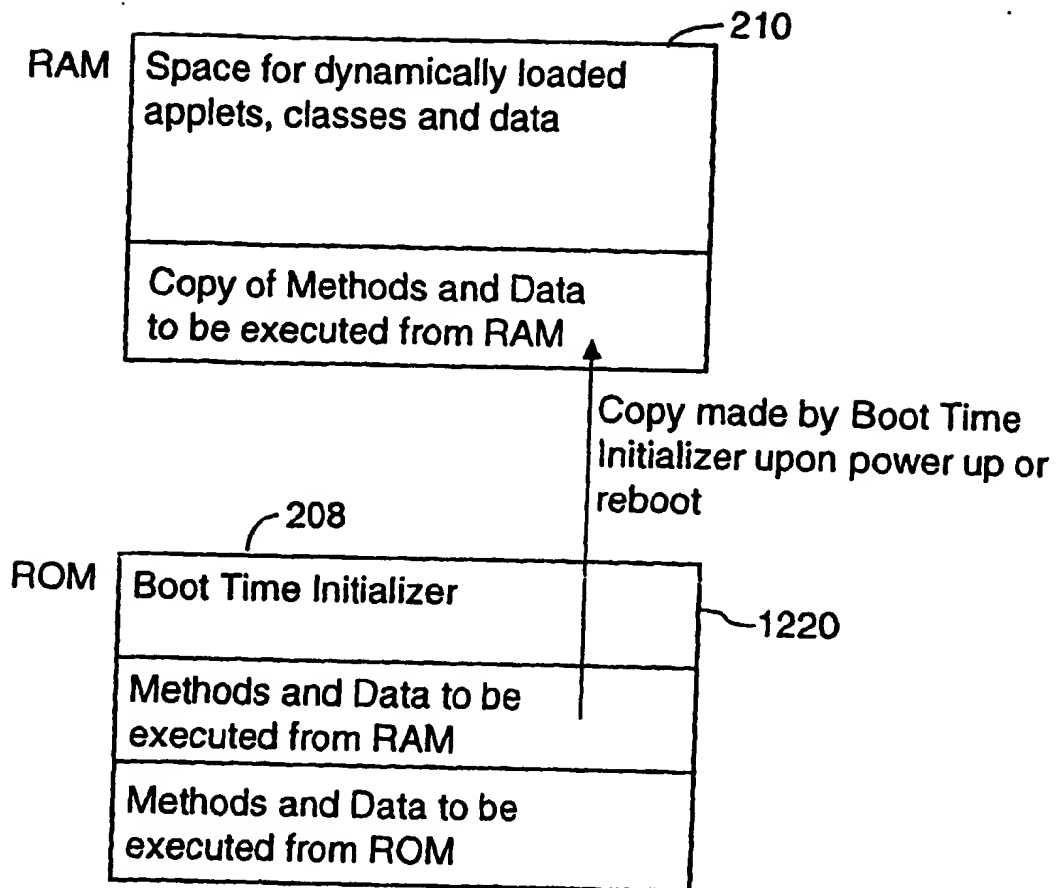 210
RAM
Space for dynamically loaded
applets, classes and data
Copy of Methods and Data
to be executed from RAM
Copy made by Boot Time
Initializer upon power up or
reboot
208
ROM
Boot Time Initializer
1220
Methods and Data to be
executed from RAM
Methods and Data to be
executed from ROM